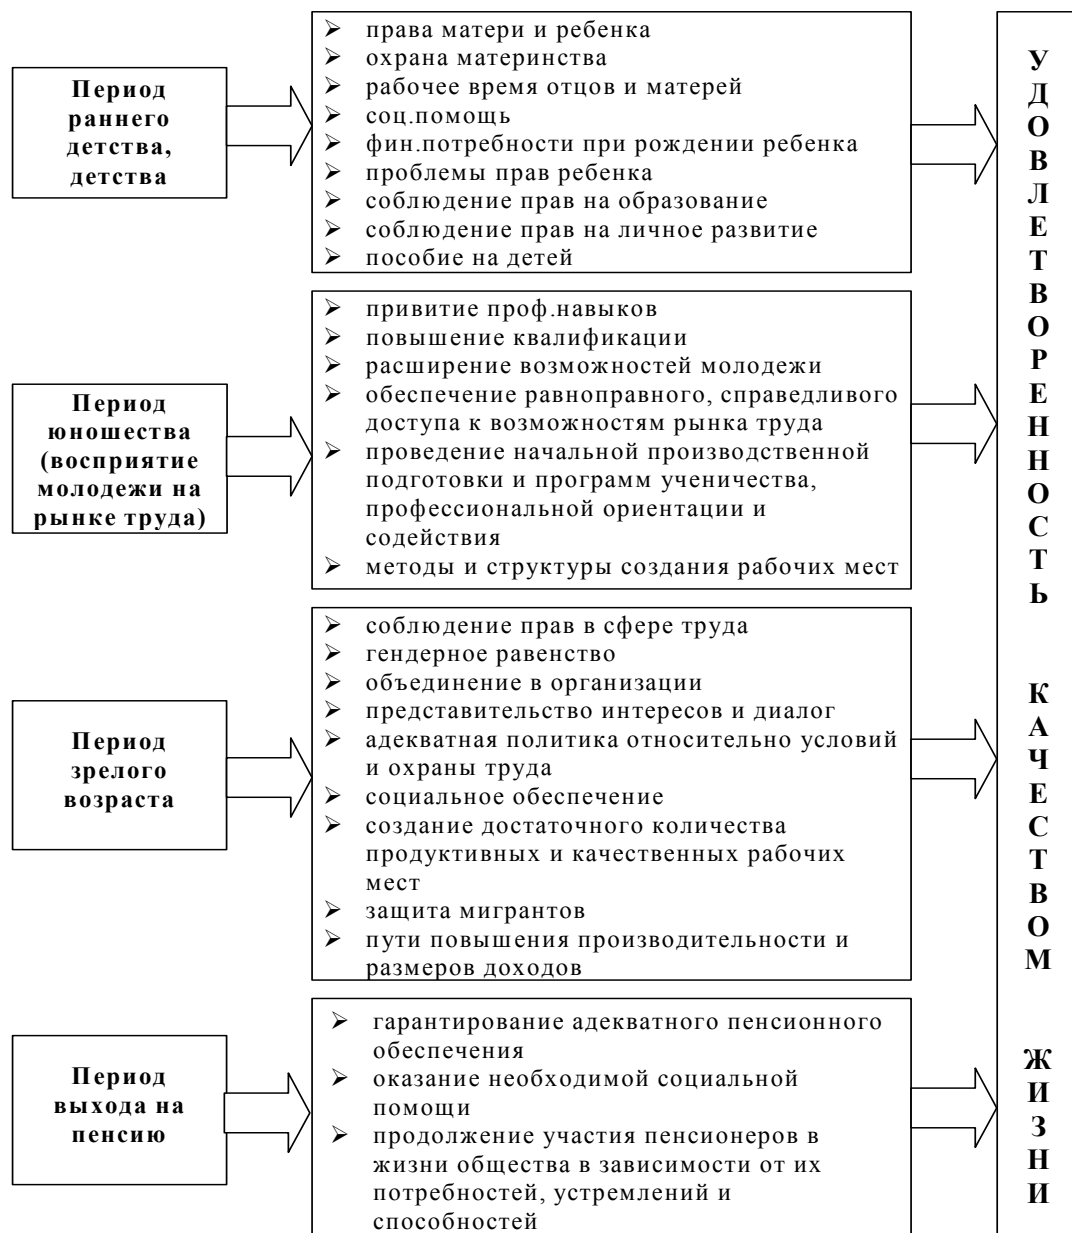 Период
раннего
детства,
детства
➢ права матери и ребенка
➢ охрана материнства
➢ рабочее время отцов и матерей
➢ соц.помощь
➢ фин.потребности при рождении ребенка
➢ проблемы прав ребенка
➢ соблюдение прав на образование
➢ соблюдение прав на личное развитие
➢ пособие на детей
Период
юношества
(восприятие
молодежи на
рынке труда)
➢ привитие проф.навыков
➢ повышение квалификации
➢ расширение возможностей молодежи
➢ обеспечение равноправного, справедливого
доступа к возможностям рынка труда
➢ проведение начальной производственной
подготовки и программ ученичества,
профессиональной ориентации и
содействия
➢ методы и структуры создания рабочих мест
Период
зрелого
возраста
➢ соблюдение прав в сфере труда
➢ гендерное равенство
➢ объединение в организации
➢ представительство интересов и диалог
➢ адекватная политика относительно условий
и охраны труда
➢ социальное обеспечение
➢ создание достаточного количества
продуктивных и качественных рабочих
мест
➢ защита мигрантов
➢ пути повышения производительности и
размеров доходов
Период
выхода на
пенсию
➢ гарантирование адекватного пенсионного
обеспечения
➢ оказание необходимой социальной
помощи
➢ продолжение участия пенсионеров в
жизни общества в зависимости от их
потребностей, устремлений и
способностей
УДОВЛЕТВОРЕННОСТЬ КАЧЕСТВОМ ЖИЗНИ